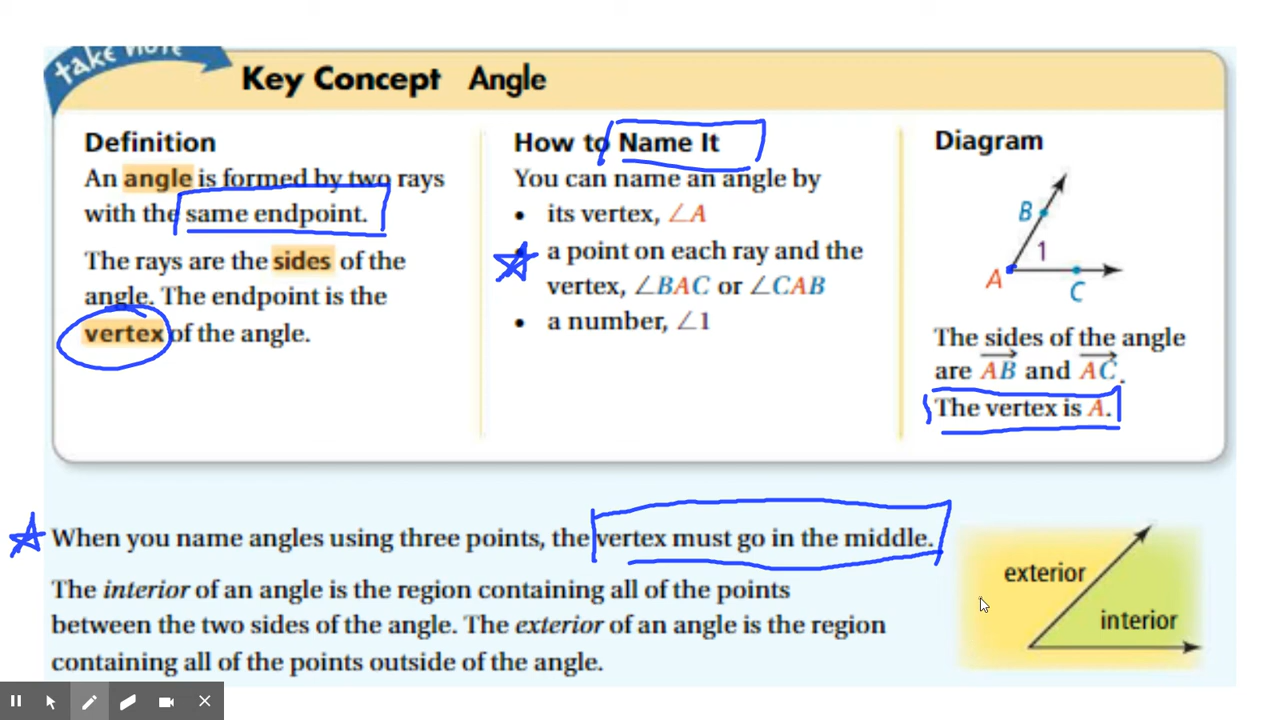 take note
Key Concept Angle
Definition
An angle is formed by two rays
with the same endpoint.
The rays are the sides of the
angle. The endpoint is the
vertex of the angle.
How to Name It
You can name an angle by
• its vertex, ∠A
• a point on each ray and the
vertex, ∠BAC or ∠CAB
• a number, ∠1
Diagram
B
1
A
C
The sides of the angle
are A⃗B⃗ and A⃗C⃗.
The vertex is A.
When you name angles using three points, the vertex must go in the middle.
The interior of an angle is the region containing all of the points
between the two sides of the angle. The exterior of an angle is the region
containing all of the points outside of the angle.
exterior
interior